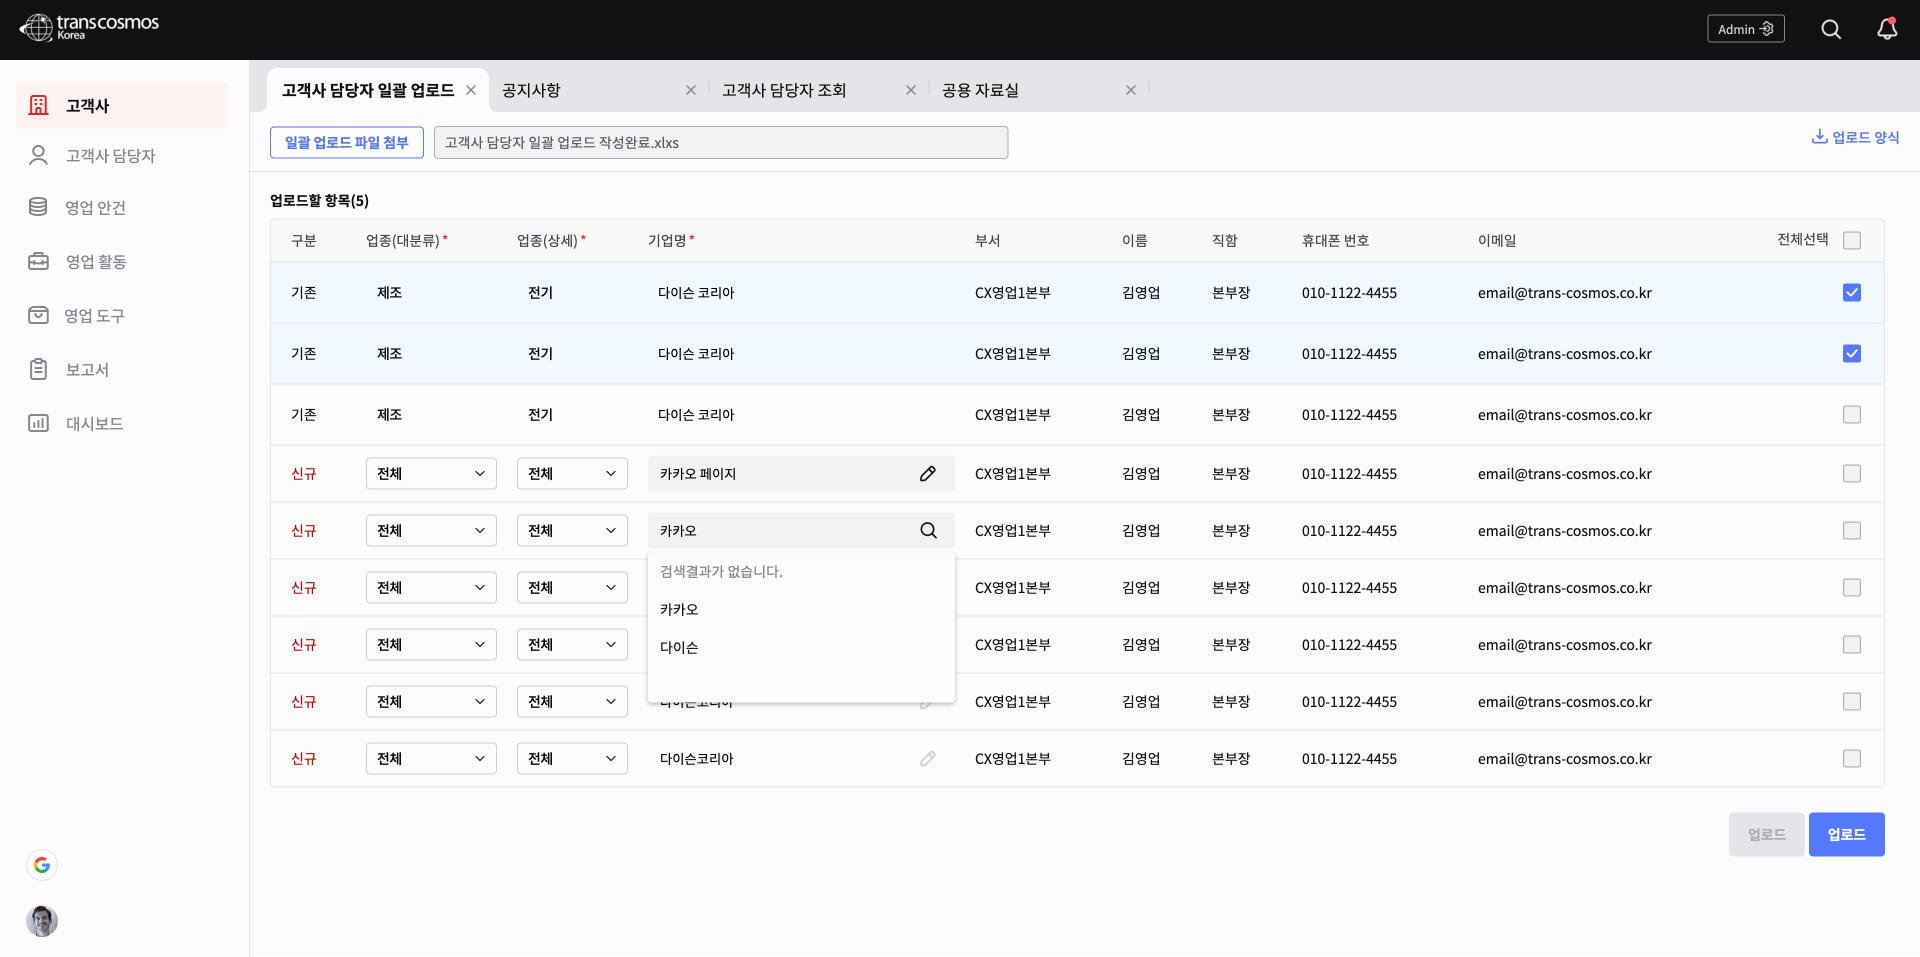 trans cosmos
Korea
Admin
고객사
고객사 담당자
영업 안건
영업 활동
영업 도구
보고서
대시보드
고객사 담당자 일괄 업로드
공지사항
고객사 담당자 조회
공용 자료실
일괄 업로드 파일 첨부
고객사 담당자 일괄 업로드 작성완료.xlxs
업로드 양식
업로드할 항목(5)
구분 업종(대분류)* 업종(상세)* 기업명* 부서 이름 직함 휴대폰 번호 이메일 전체선택
기존 제조 전기 다이슨 코리아 CX영업1본부 김영업 본부장 010-1122-4455 email@trans-cosmos.co.kr
기존 제조 전기 다이슨 코리아 CX영업1본부 김영업 본부장 010-1122-4455 email@trans-cosmos.co.kr
기존 제조 전기 다이슨 코리아 CX영업1본부 김영업 본부장 010-1122-4455 email@trans-cosmos.co.kr
신규 전체 전체 카카오 페이지 CX영업1본부 김영업 본부장 010-1122-4455 email@trans-cosmos.co.kr
신규 전체 전체 카카오 CX영업1본부 김영업 본부장 010-1122-4455 email@trans-cosmos.co.kr
검색결과가 없습니다.
카카오
다이슨
신규 전체 전체 CX영업1본부 김영업 본부장 010-1122-4455 email@trans-cosmos.co.kr
신규 전체 전체 CX영업1본부 김영업 본부장 010-1122-4455 email@trans-cosmos.co.kr
신규 전체 전체 CX영업1본부 김영업 본부장 010-1122-4455 email@trans-cosmos.co.kr
신규 전체 전체 다이슨코리아 CX영업1본부 김영업 본부장 010-1122-4455 email@trans-cosmos.co.kr
업로드
업로드